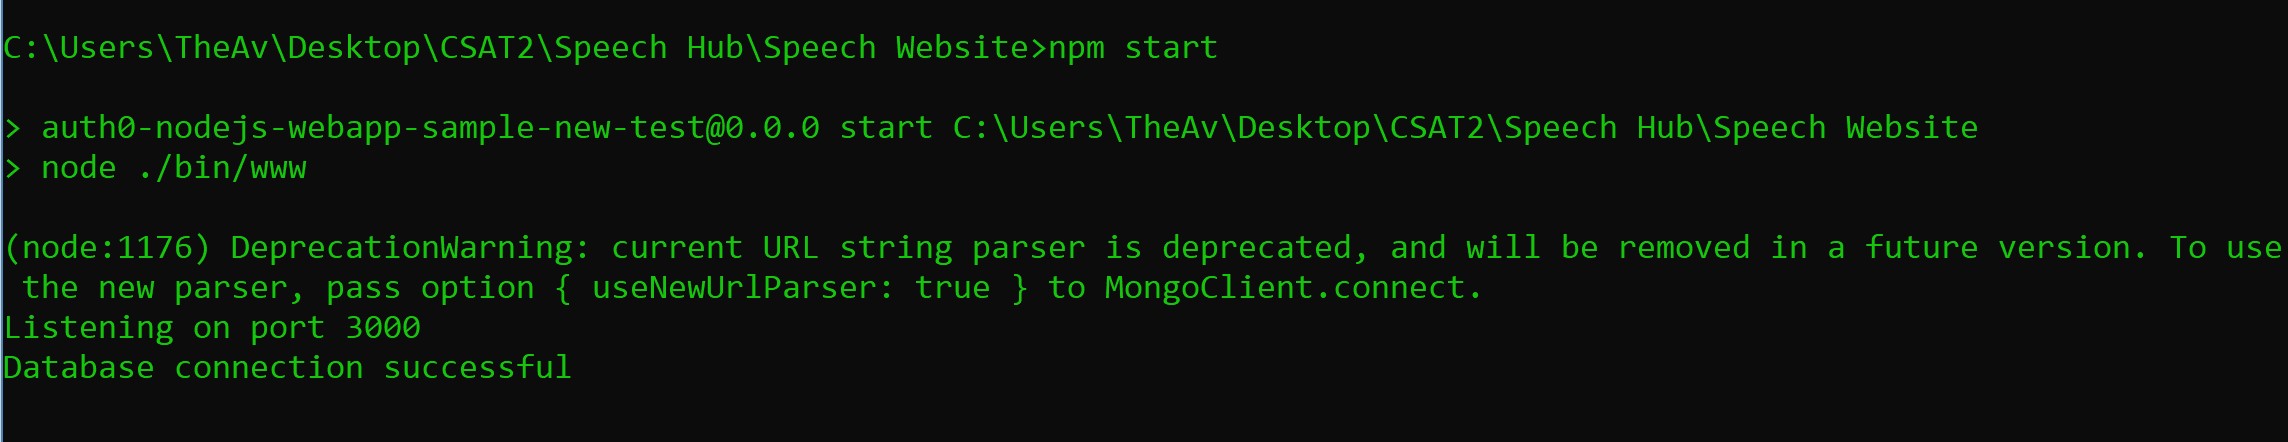 C:\Users\TheAv\Desktop\CSAT2\Speech Hub\Speech Website>npm start
> auth0-nodejs-webapp-sample-new-test@0.0.0 start C:\Users\TheAv\Desktop\CSAT2\Speech Hub\Speech Website
> node ./bin/www
(node:1176) DeprecationWarning: current URL string parser is deprecated, and will be removed in a future version. To use
 the new parser, pass option { useNewUrlParser: true } to MongoClient.connect.
Listening on port 3000
Database connection successful